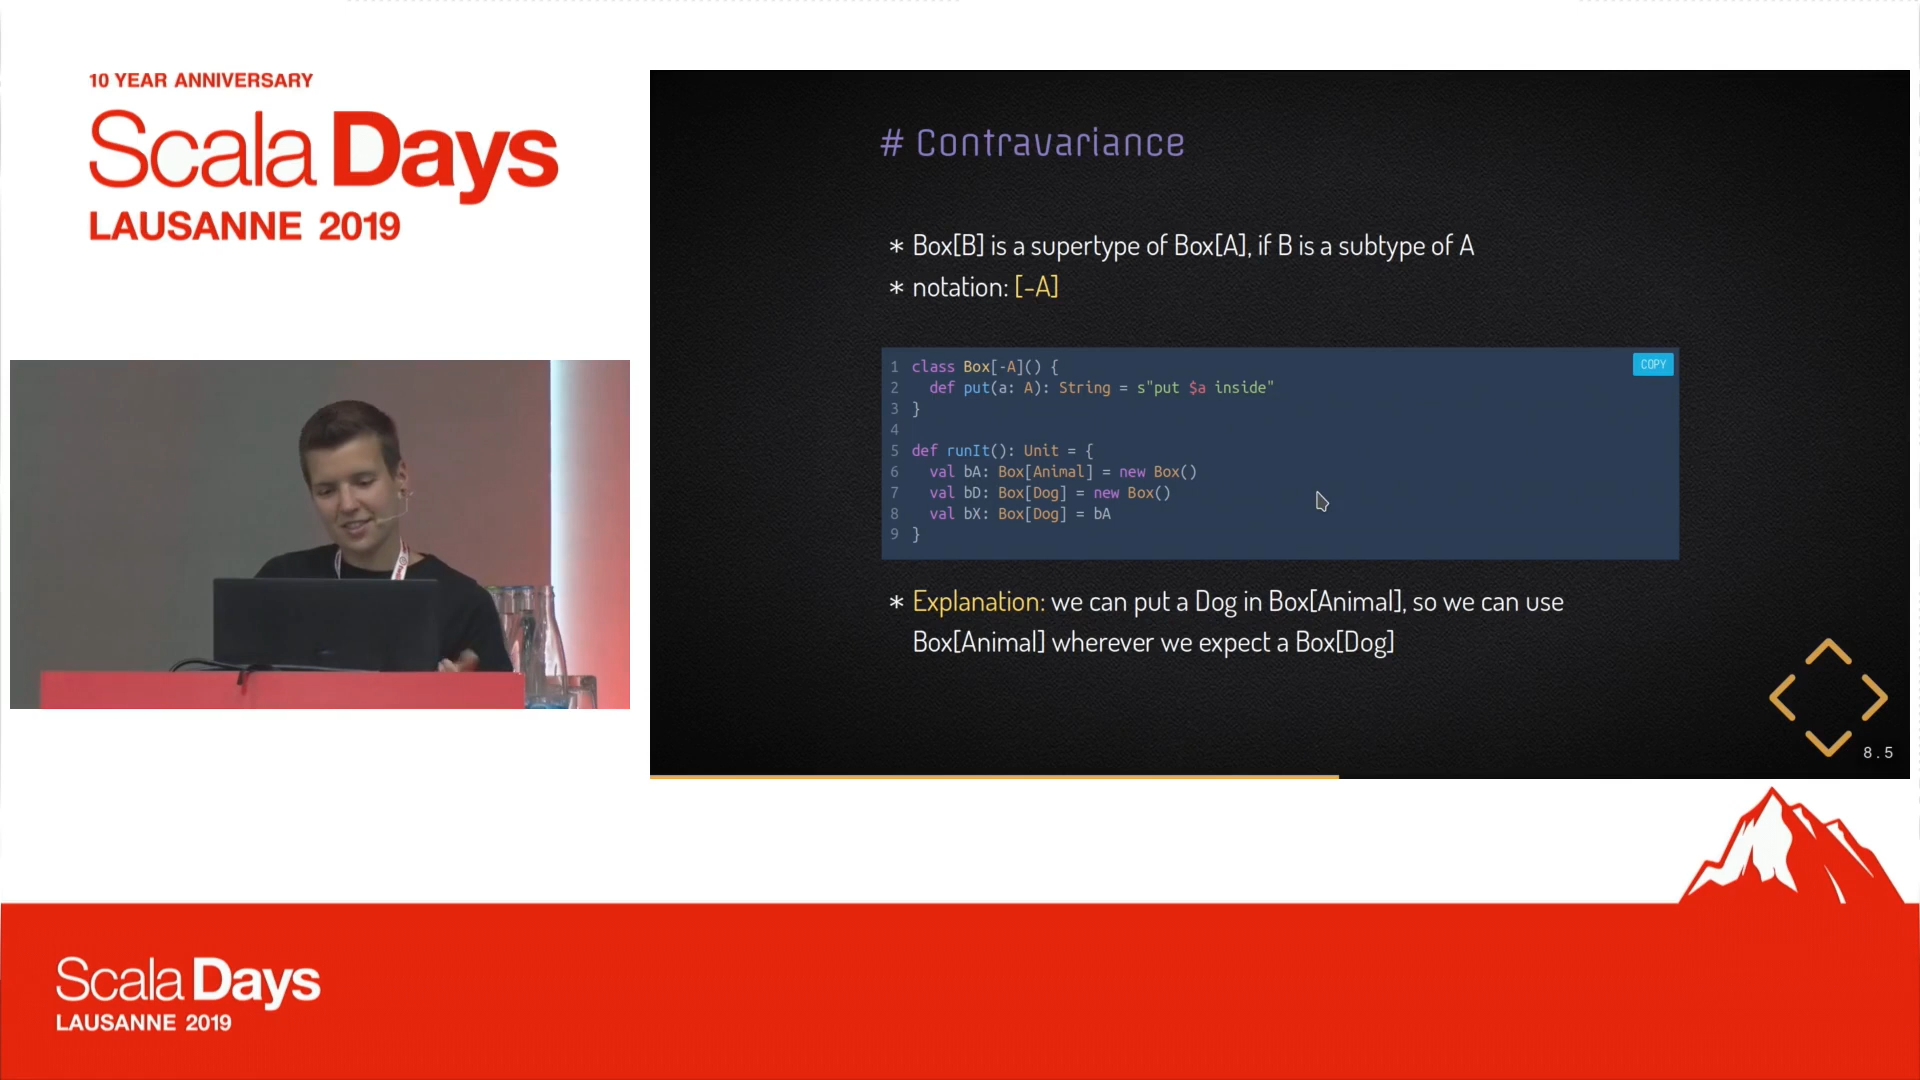 10 YEAR ANNIVERSARY
Scala Days
LAUSANNE 2019
# Contravariance
* Box[B] is a supertype of Box[A], if B is a subtype of A
* notation: [-A]
COPY
1 class Box[-A]() {
2   def put(a: A): String = s"put $a inside"
3 }
4
5 def runIt(): Unit = {
6   val bA: Box[Animal] = new Box()
7   val bD: Box[Dog] = new Box()
8   val bX: Box[Dog] = bA
9 }
* Explanation: we can put a Dog in Box[Animal], so we can use
Box[Animal] wherever we expect a Box[Dog]
8.5
Scala Days
LAUSANNE 2019